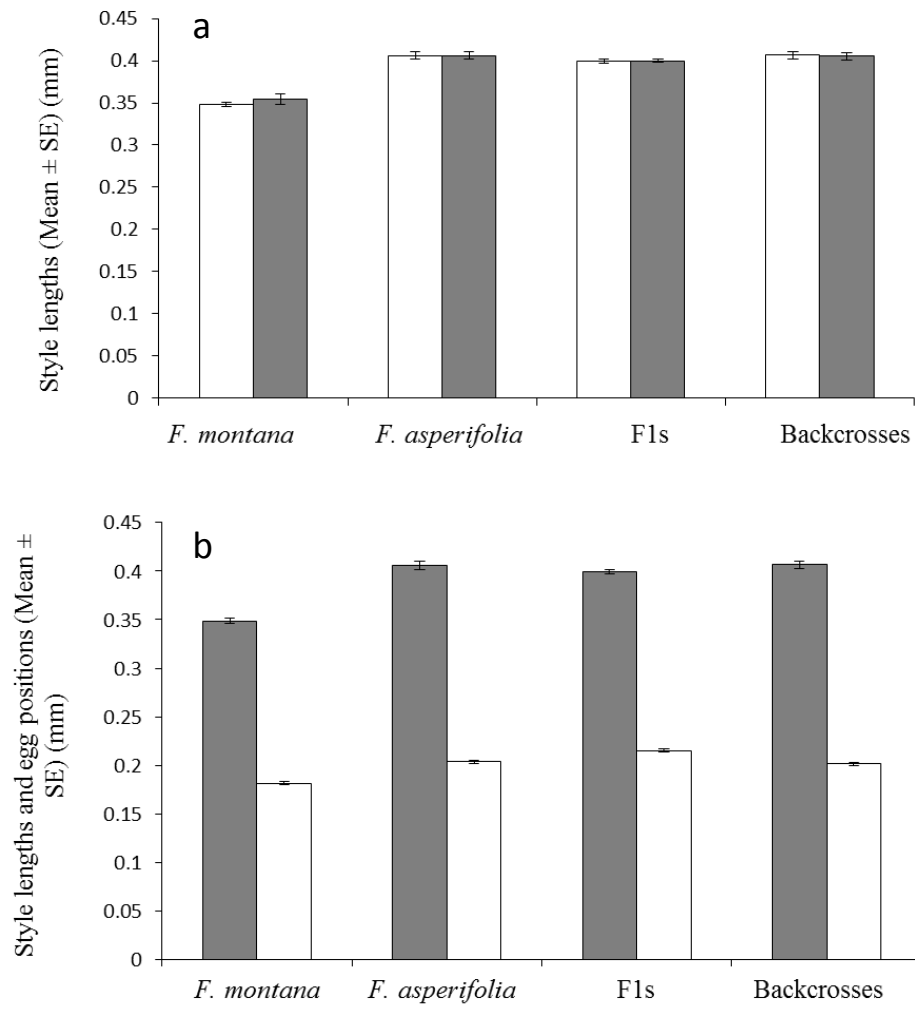 a
Style lengths (Mean ± SE) (mm)
0.45
0.4
0.35
0.3
0.25
0.2
0.15
0.1
0.05
0
F. montana F. asperifolia F1s Backcrosses
b
Style lengths and egg positions (Mean ±
SE) (mm)
0.45
0.4
0.35
0.3
0.25
0.2
0.15
0.1
0.05
0
F. montana F. asperifolia F1s Backcrosses